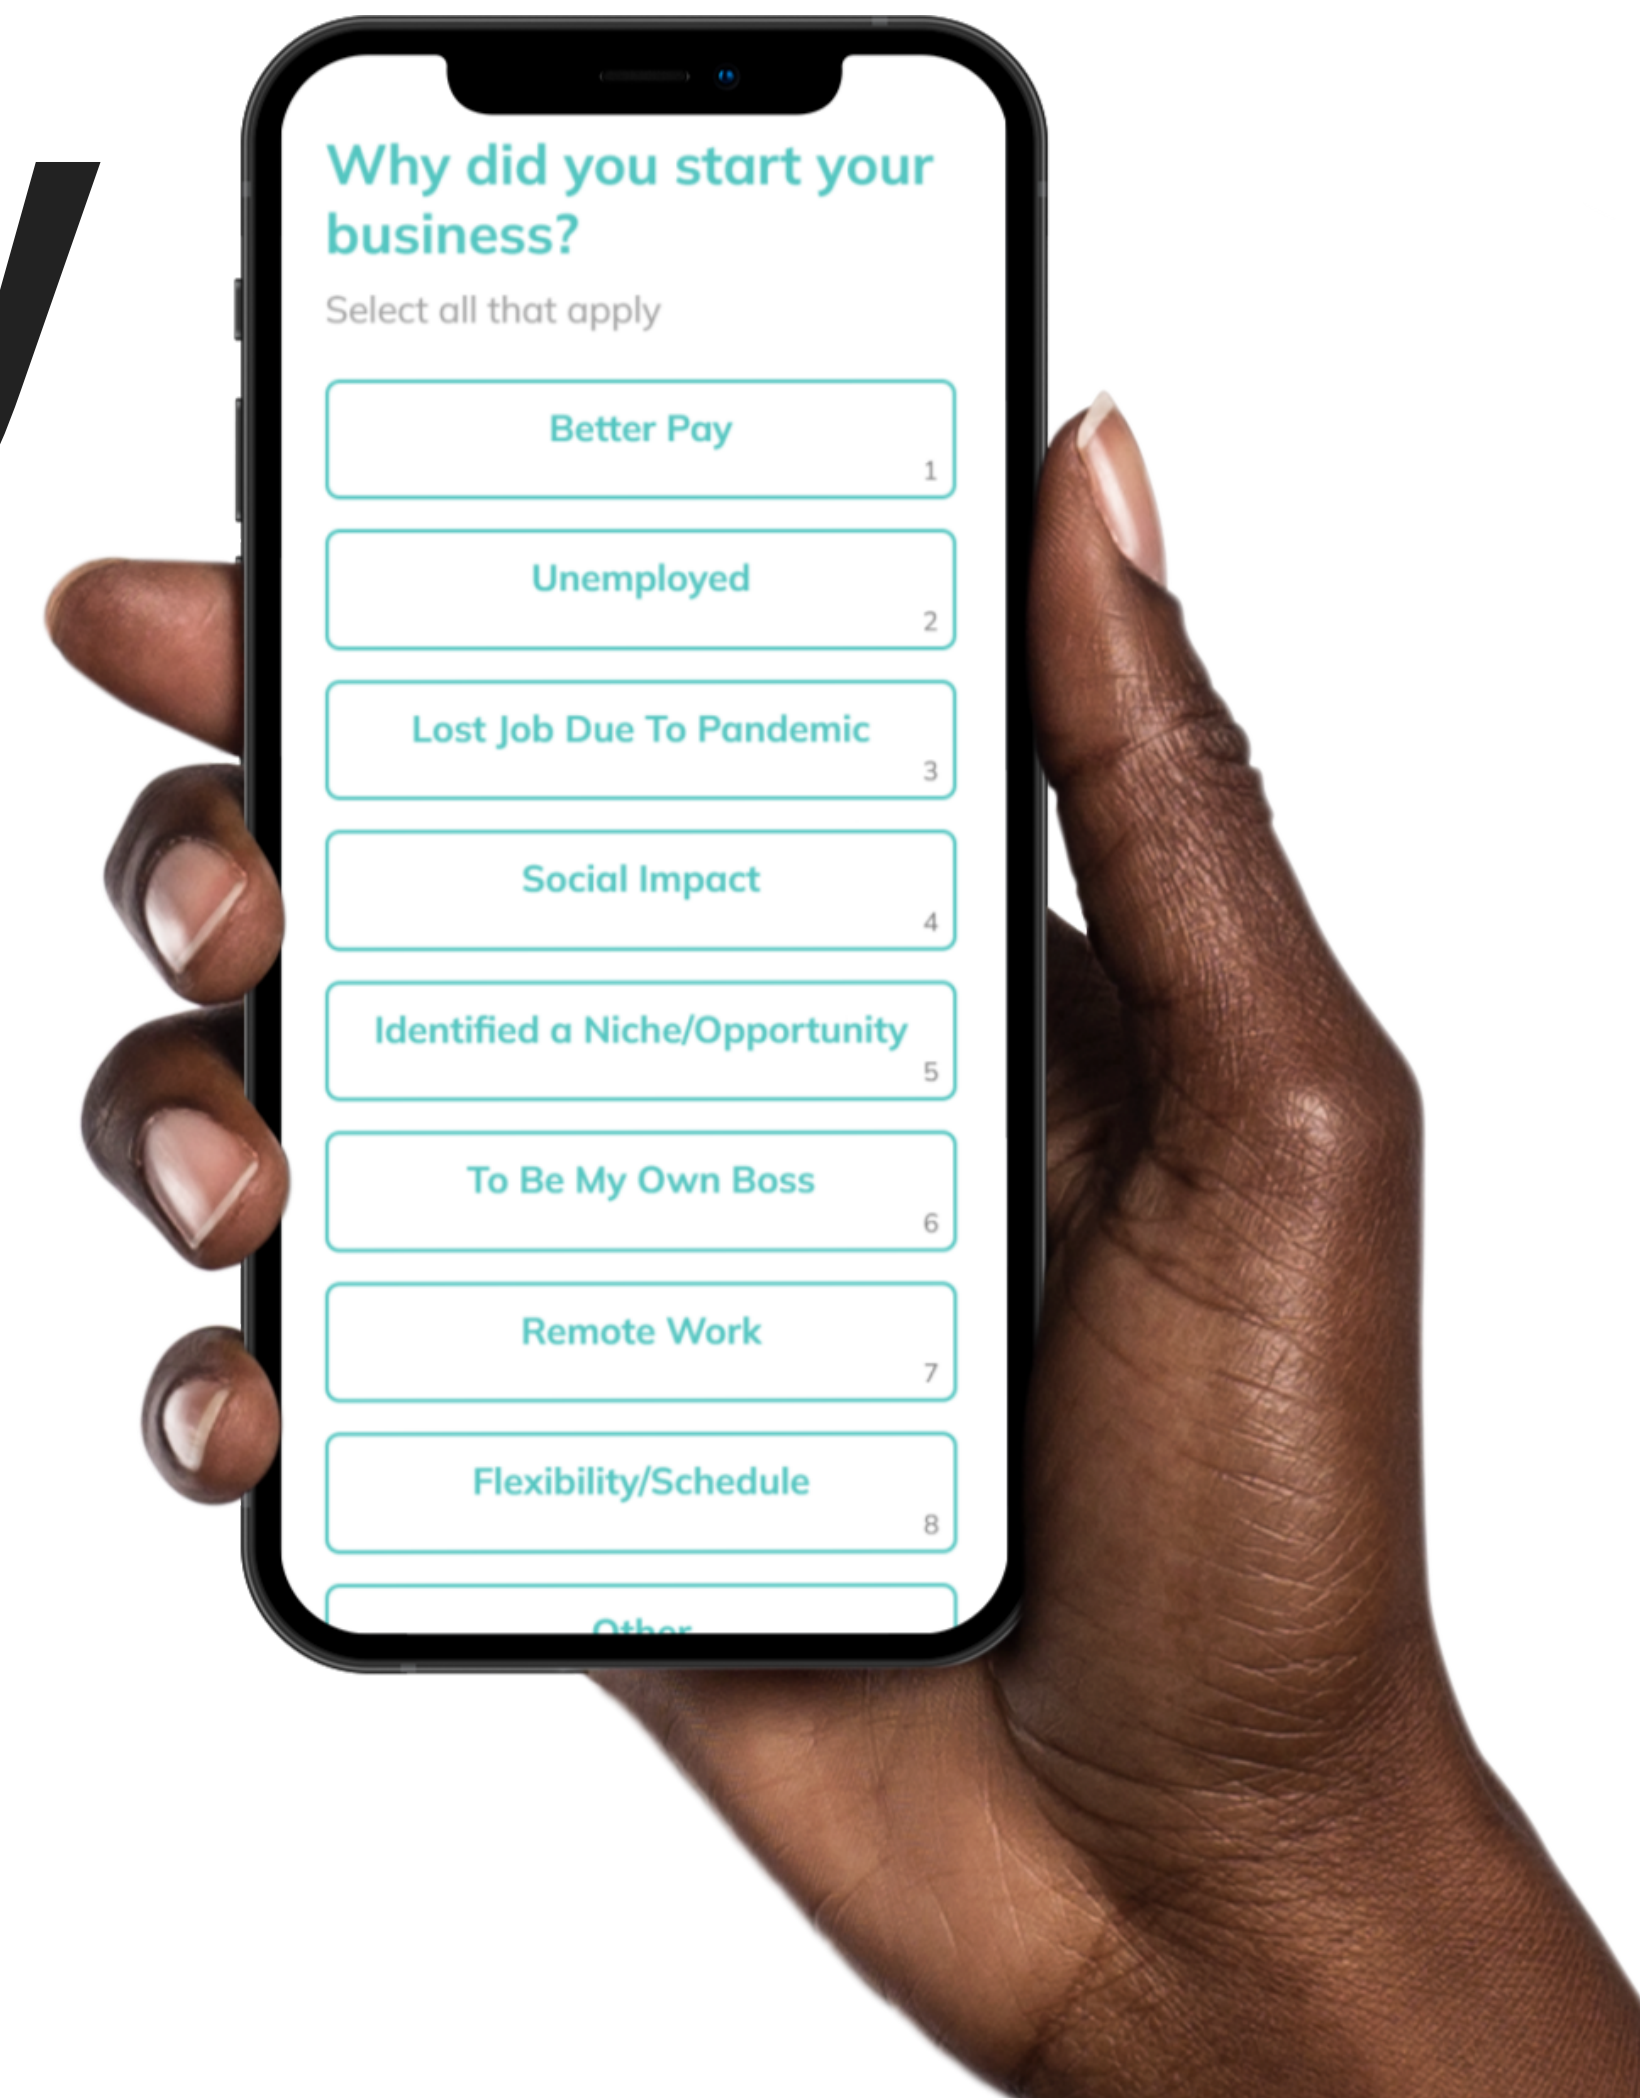 Why did you start your
business?
Select all that apply
Better Pay
1
Unemployed
2
Lost Job Due To Pandemic
3
Social Impact
4
Identified a Niche/Opportunity
5
To Be My Own Boss
6
Remote Work
7
Flexibility/Schedule
8
Other